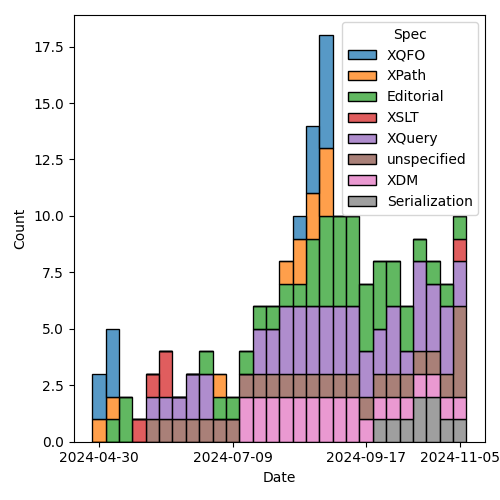 Spec
XQFO
XPath
Editorial
XSLT
XQuery
unspecified
XDM
Serialization
17.5
15.0
12.5
10.0
7.5
5.0
2.5
0.0
Count
2024-04-30 2024-07-09 2024-09-17 2024-11-05
Date